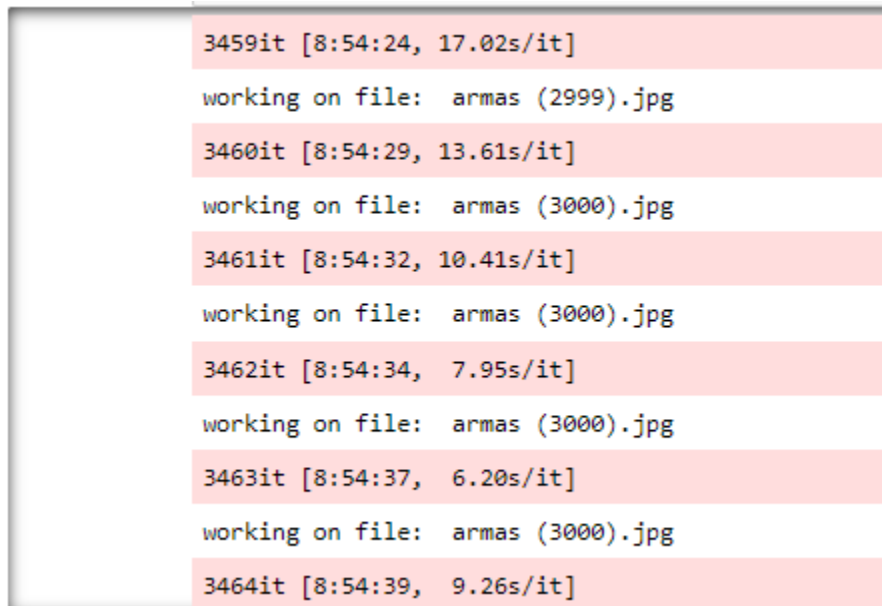 3459it [8:54:24, 17.02s/it]
working on file:  armas (2999).jpg
3460it [8:54:29, 13.61s/it]
working on file:  armas (3000).jpg
3461it [8:54:32, 10.41s/it]
working on file:  armas (3000).jpg
3462it [8:54:34,  7.95s/it]
working on file:  armas (3000).jpg
3463it [8:54:37,  6.20s/it]
working on file:  armas (3000).jpg
3464it [8:54:39,  9.26s/it]